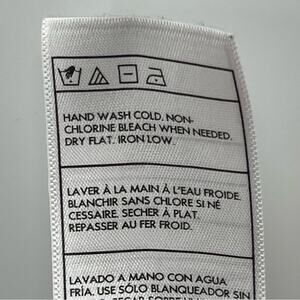 HAND WASH COLD. NON-
CHLORINE BLEACH WHEN NEEDED.
DRY FLAT. IRON LOW.
LAVER À LA MAIN À L'EAU FROIDE.
BLANCHIR SANS CHLORE SI NÉ
CESSAIRE. SECHER À PLAT.
REPASSER AU FER FROID.
LAVADO A MANO CON AGUA
FRÍA. USE SÓLO BLANQUEADOR SIN